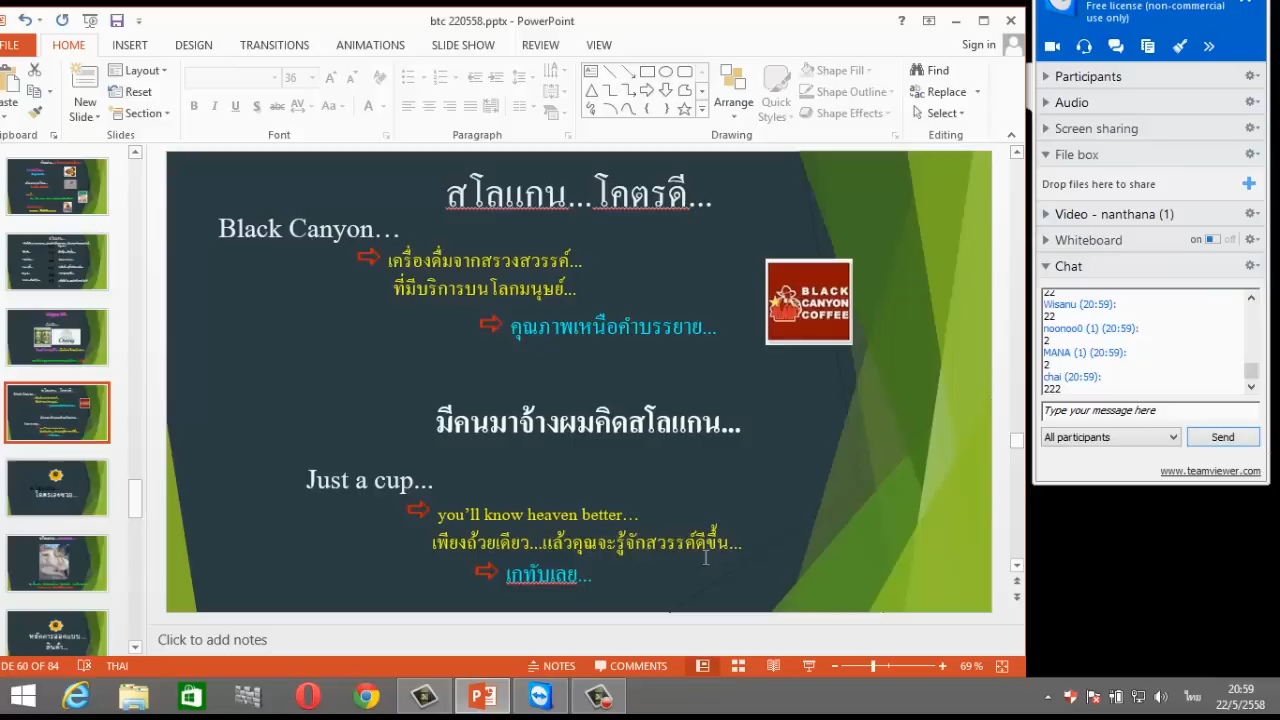 btc 220558.pptx - PowerPoint
FILE HOME INSERT DESIGN TRANSITIONS ANIMATIONS SLIDE SHOW REVIEW VIEW Sign in
Layout
Reset
Section
New
Slide
Slides
36
Font
Paragraph
Arrange
Quick
Styles
Shape Fill
Shape Outline
Shape Effects
Drawing
Find
Replace
Select
Editing
สโลแกน...โคตรดี...
Black Canyon…
เครื่องดื่มจากสรวงสวรรค์...
ที่มีบริการบนโลกมนุษย์...
คุณภาพเหนือคำบรรยาย...
BLACK
CANYON
COFFEE
มีคนมาจ้างผมคิดสโลแกน...
Just a cup...
you’ll know heaven better…
เพียงถ้วยเดียว...แล้วคุณจะรู้จักสวรรค์ดีขึ้น...
เกทับเลย...
Click to add notes
DE 60 OF 84 THAI NOTES COMMENTS 69 %
Free license (non-commercial
use only)
Participants
Audio
Screen sharing
File box
Drop files here to share
Video - nanthana (1)
Whiteboard on off
Chat
22
Wisanu (20:59):
22
noonoo0 (1) (20:59):
2
MANA (1) (20:59):
2
chai (20:59):
222
Type your message here
All participants Send
www.teamviewer.com
ไทย
20:59
22/5/2558